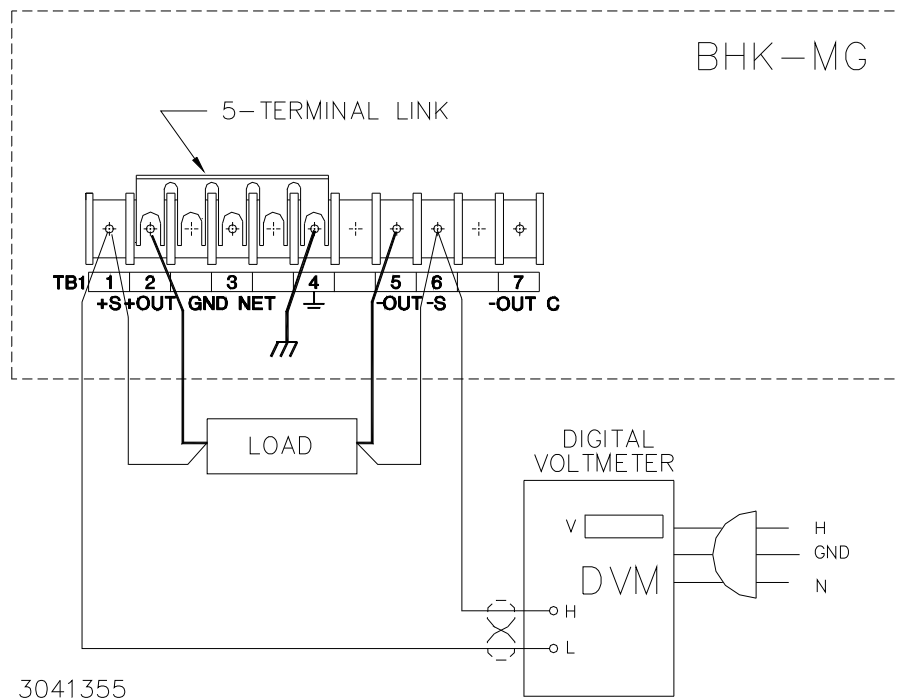 BHK-MG
5-TERMINAL LINK
TB1 1 2 3 4 5 6 7
+S +OUT GND NET -OUT -S -OUT C
LOAD
DIGITAL
VOLTMETER
V
H
GND
DVM
N
H
L
3041355